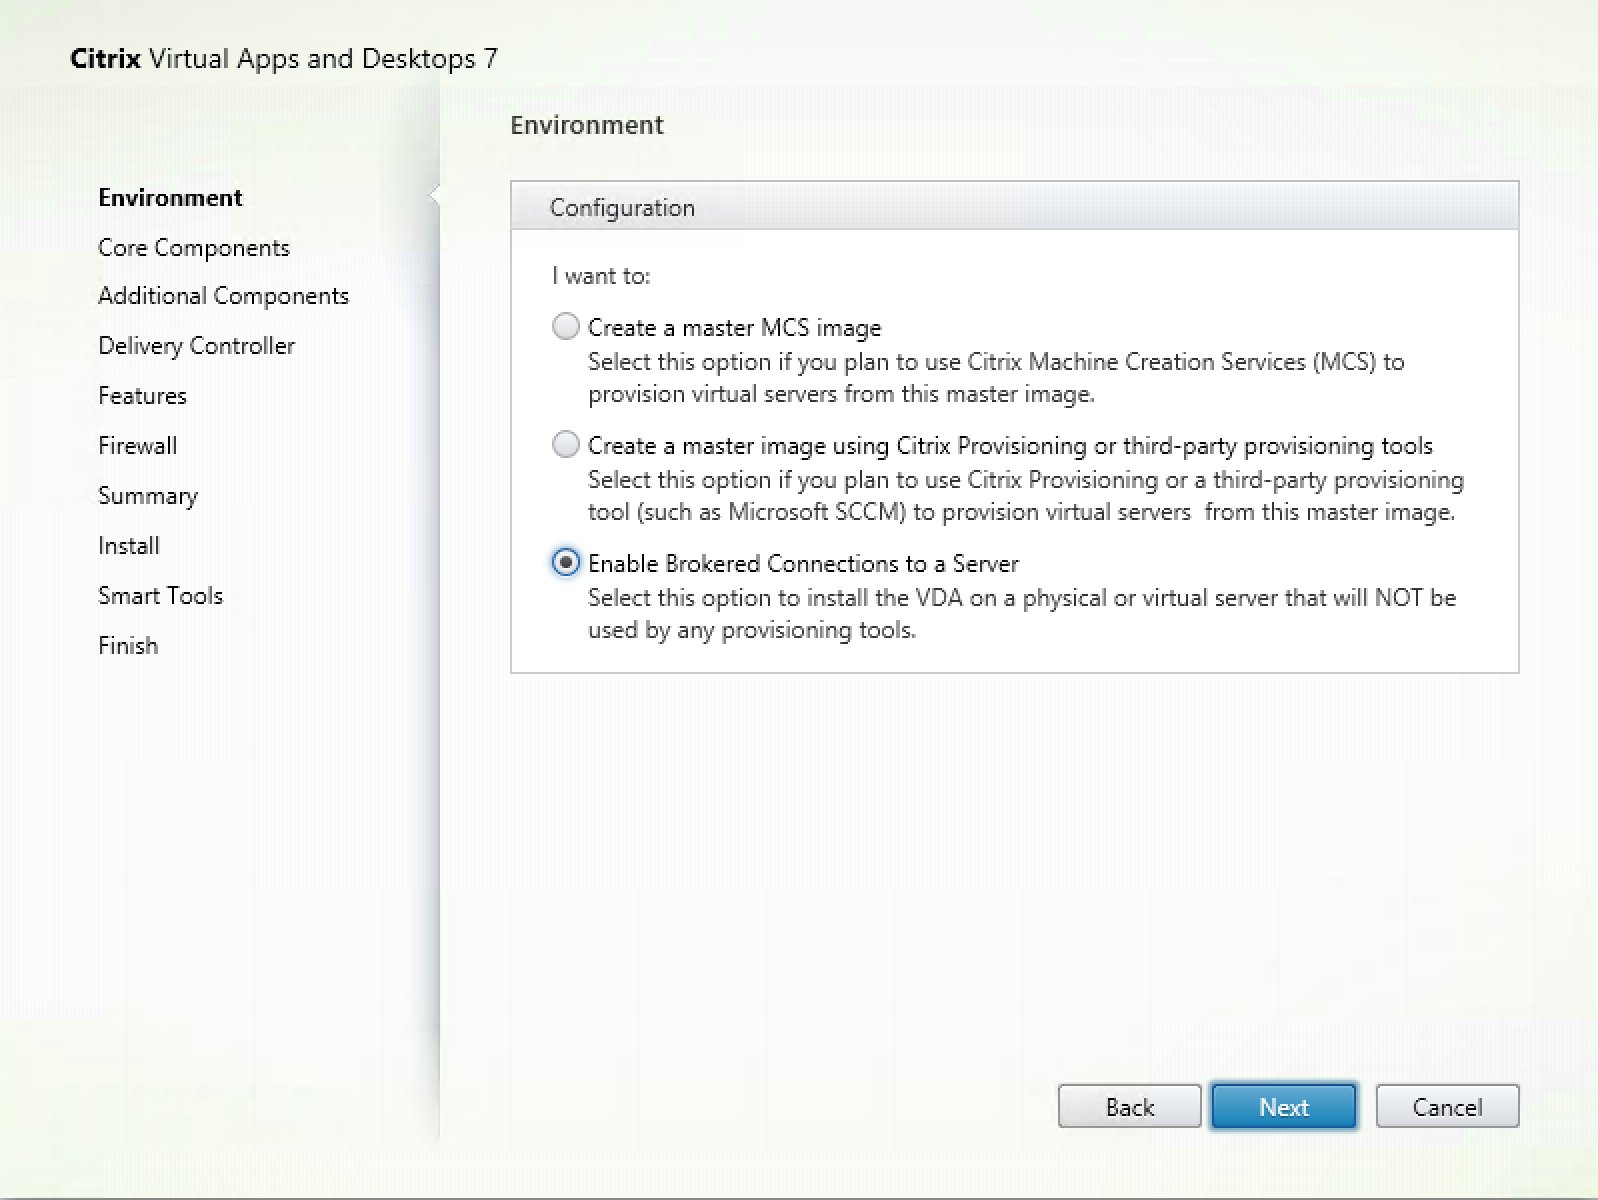 Citrix Virtual Apps and Desktops 7
Environment
Environment
Core Components
Additional Components
Delivery Controller
Features
Firewall
Summary
Install
Smart Tools
Finish
Configuration
I want to:
Create a master MCS image
Select this option if you plan to use Citrix Machine Creation Services (MCS) to
provision virtual servers from this master image.
Create a master image using Citrix Provisioning or third-party provisioning tools
Select this option if you plan to use Citrix Provisioning or a third-party provisioning
tool (such as Microsoft SCCM) to provision virtual servers  from this master image.
Enable Brokered Connections to a Server
Select this option to install the VDA on a physical or virtual server that will NOT be
used by any provisioning tools.
Back Next Cancel